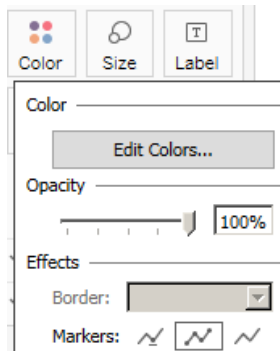 Color Size Label
Color
Edit Colors...
Opacity
100%
Effects
Border:
Markers: